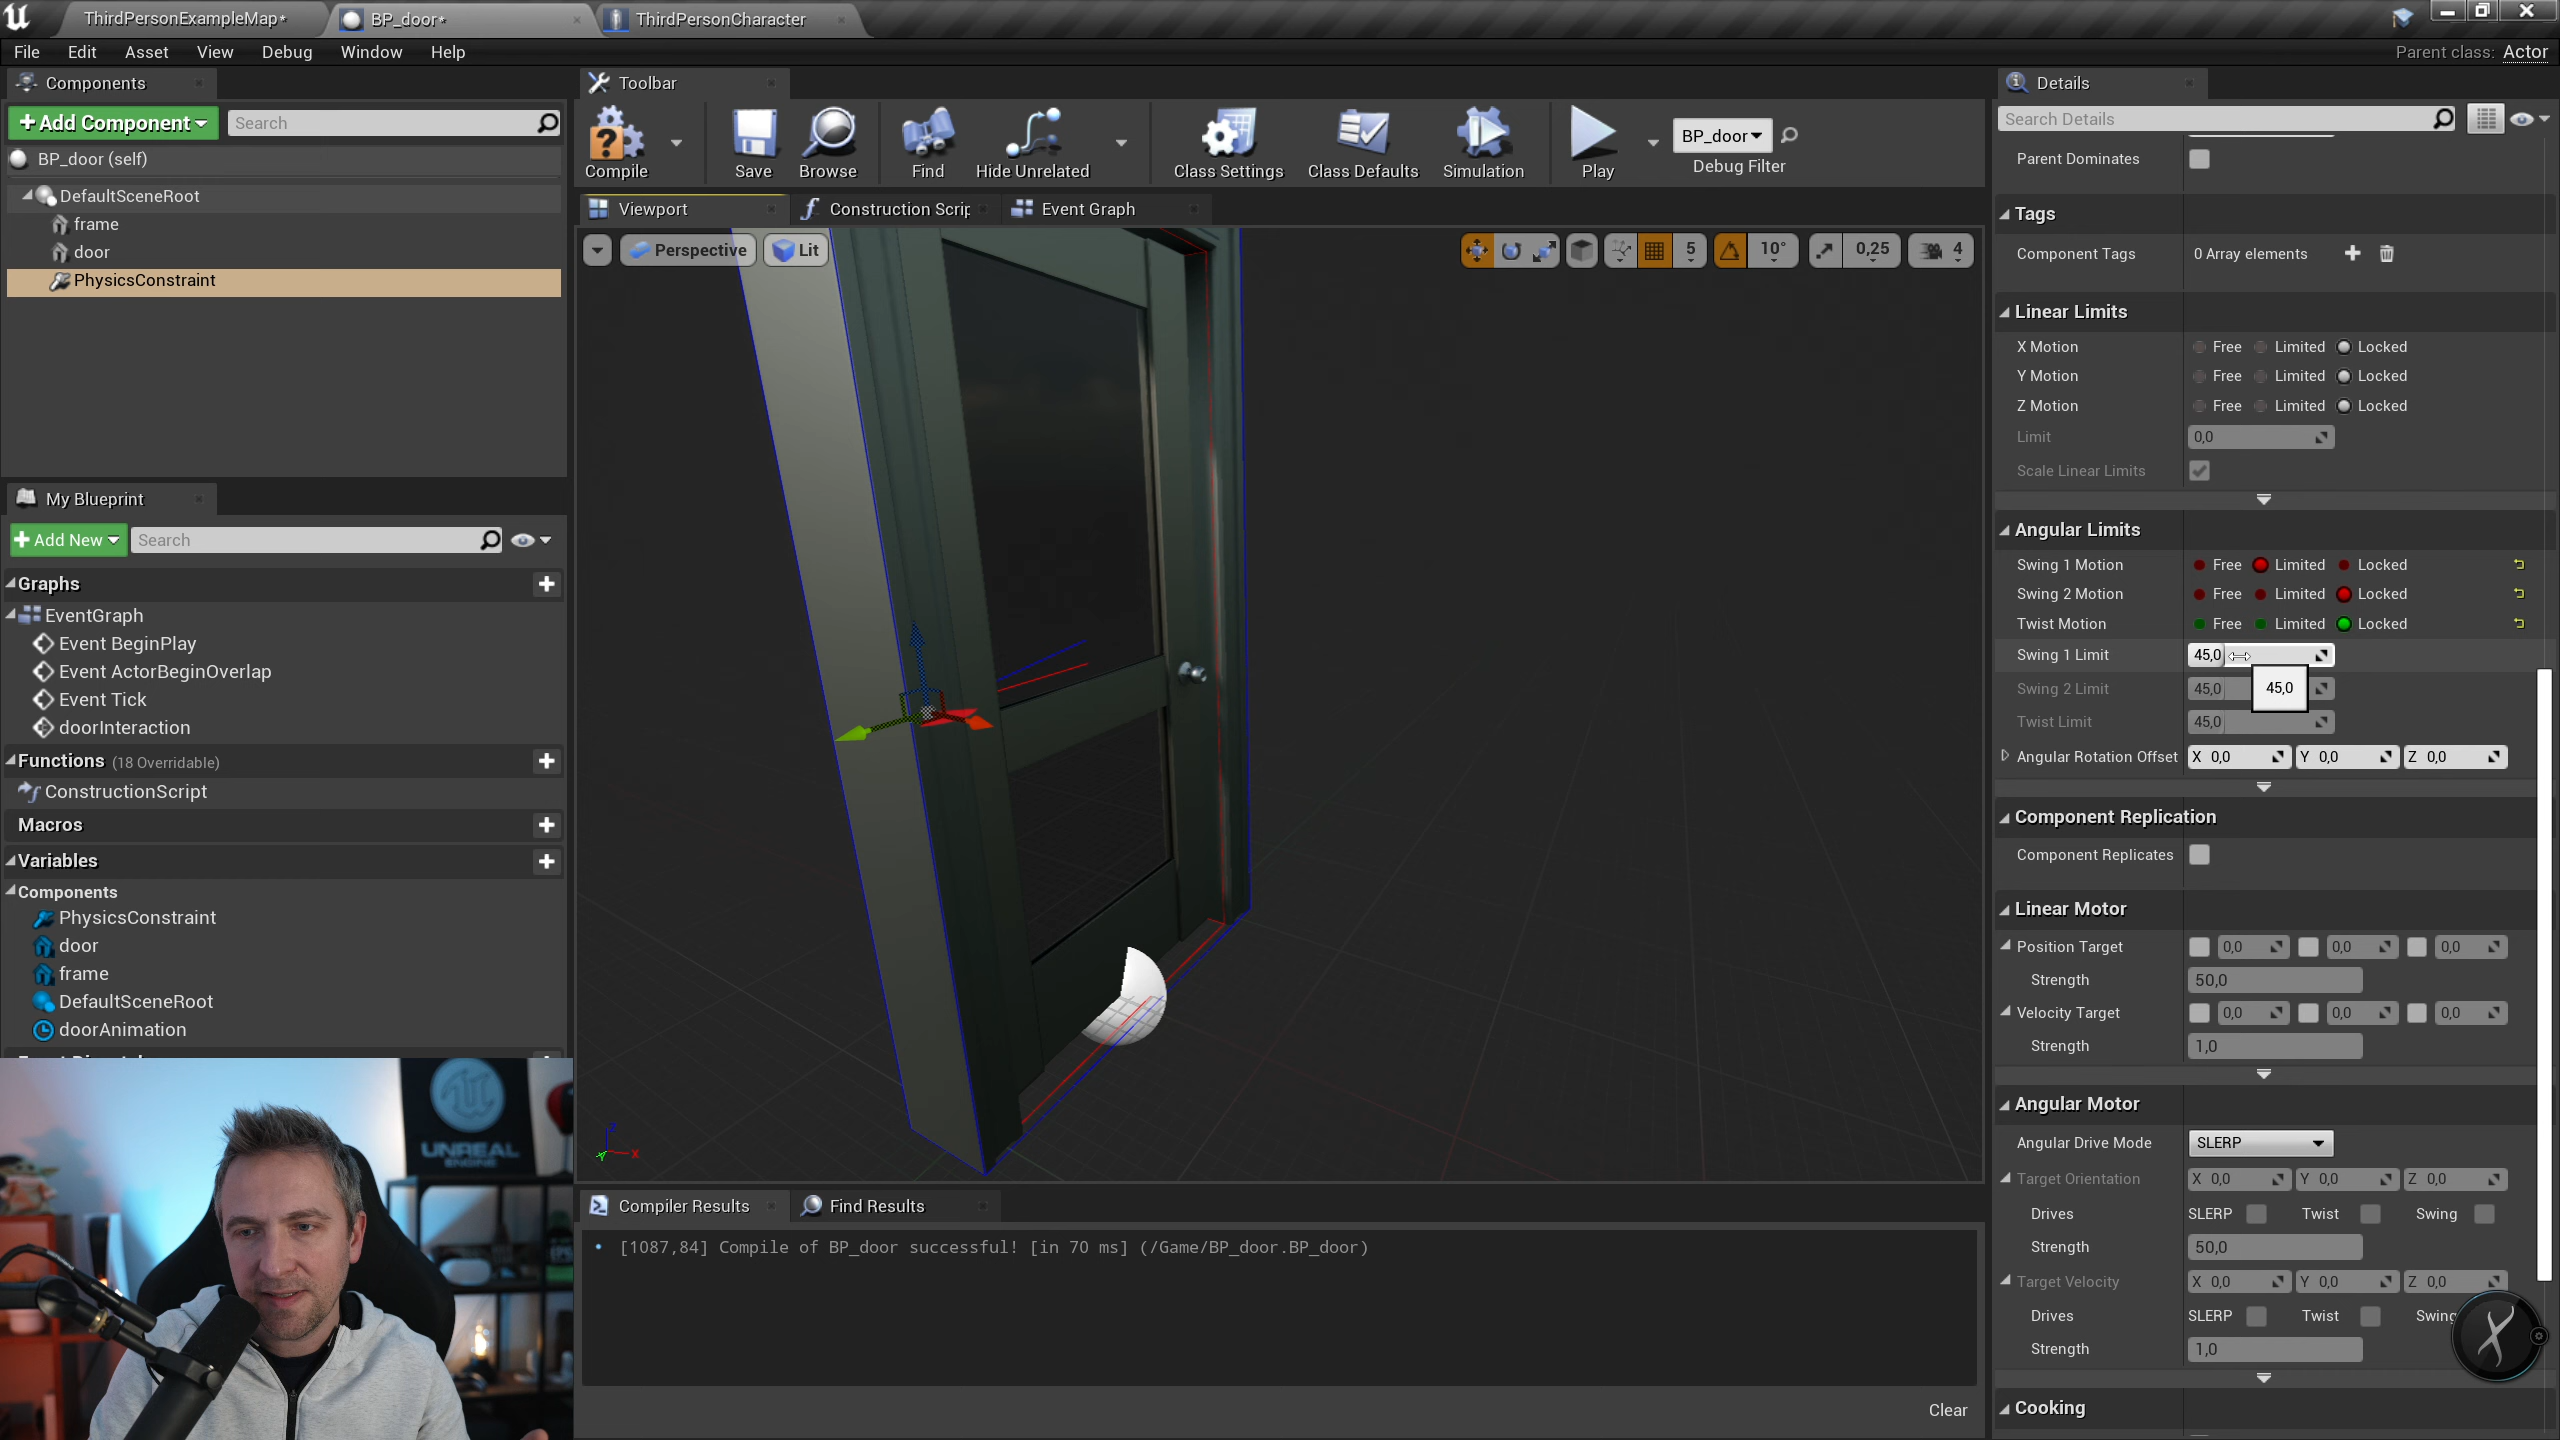 ThirdPersonExampleMap*
BP_door*
ThirdPersonCharacter
File Edit Asset View Debug Window Help
Parent class: Actor
Components
+Add Component
Search
BP_door (self)
DefaultSceneRoot
frame
door
PhysicsConstraint
My Blueprint
+ Add New
Search
Graphs
EventGraph
Event BeginPlay
Event ActorBeginOverlap
Event Tick
doorInteraction
Functions (18 Overridable)
ConstructionScript
Macros
Variables
Components
PhysicsConstraint
door
frame
DefaultSceneRoot
doorAnimation
UNREAL
ENGINE
Toolbar
Compile
Save
Browse
Find
Hide Unrelated
Class Settings
Class Defaults
Simulation
Play
BP_door
Debug Filter
Viewport
Construction Scrip
Event Graph
Perspective
Lit
5
10°
0,25
4
Z
Y
X
Compiler Results
Find Results
[1087,84] Compile of BP_door successful! [in 70 ms] (/Game/BP_door.BP_door)
Clear
Details
Search Details
Parent Dominates
Tags
Component Tags 0 Array elements
Linear Limits
X Motion Free Limited Locked
Y Motion Free Limited Locked
Z Motion Free Limited Locked
Limit 0,0
Scale Linear Limits
Angular Limits
Swing 1 Motion Free Limited Locked
Swing 2 Motion Free Limited Locked
Twist Motion Free Limited Locked
Swing 1 Limit 45,0
Swing 2 Limit 45,0
45,0
Twist Limit 45,0
Angular Rotation Offset X 0,0 Y 0,0 Z 0,0
Component Replication
Component Replicates
Linear Motor
Position Target 0,0 0,0 0,0
Strength 50,0
Velocity Target 0,0 0,0 0,0
Strength 1,0
Angular Motor
Angular Drive Mode SLERP
Target Orientation X 0,0 Y 0,0 Z 0,0
Drives SLERP Twist Swing
Strength 50,0
Target Velocity X 0,0 Y 0,0 Z 0,0
Drives SLERP Twist Swing
Strength 1,0
Cooking